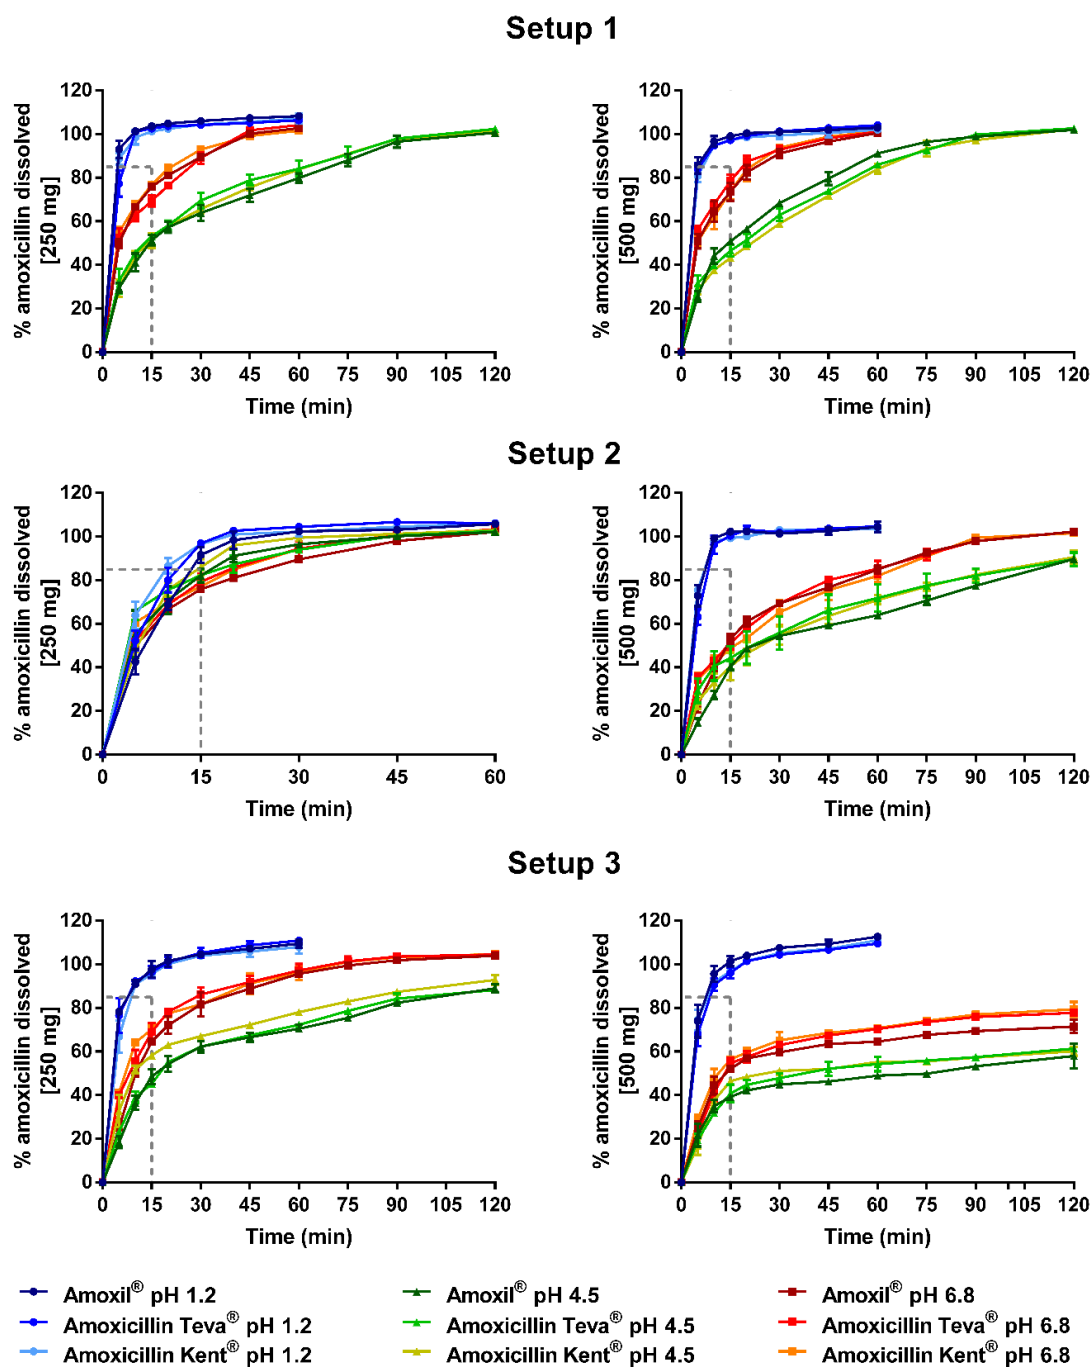 Setup 1
% amoxicillin dissolved
[250 mg]
120
100
80
60
40
20
0
0 15 30 45 60 75 90 105 120
Time (min)
% amoxicillin dissolved
[500 mg]
120
100
80
60
40
20
0
0 15 30 45 60 75 90 105 120
Time (min)
Setup 2
% amoxicillin dissolved
[250 mg]
120
100
80
60
40
20
0
0 15 30 45 60
Time (min)
% amoxicillin dissolved
[500 mg]
120
100
80
60
40
20
0
0 15 30 45 60 75 90 105 120
Time (min)
Setup 3
% amoxicillin dissolved
[250 mg]
120
100
80
60
40
20
0
0 15 30 45 60 75 90 105 120
Time (min)
% amoxicillin dissolved
[500 mg]
120
100
80
60
40
20
0
0 15 30 45 60 75 90 105 120
Time (min)
Amoxil® pH 1.2
Amoxicillin Teva® pH 1.2
Amoxicillin Kent® pH 1.2
Amoxil® pH 4.5
Amoxicillin Teva® pH 4.5
Amoxicillin Kent® pH 4.5
Amoxil® pH 6.8
Amoxicillin Teva® pH 6.8
Amoxicillin Kent® pH 6.8